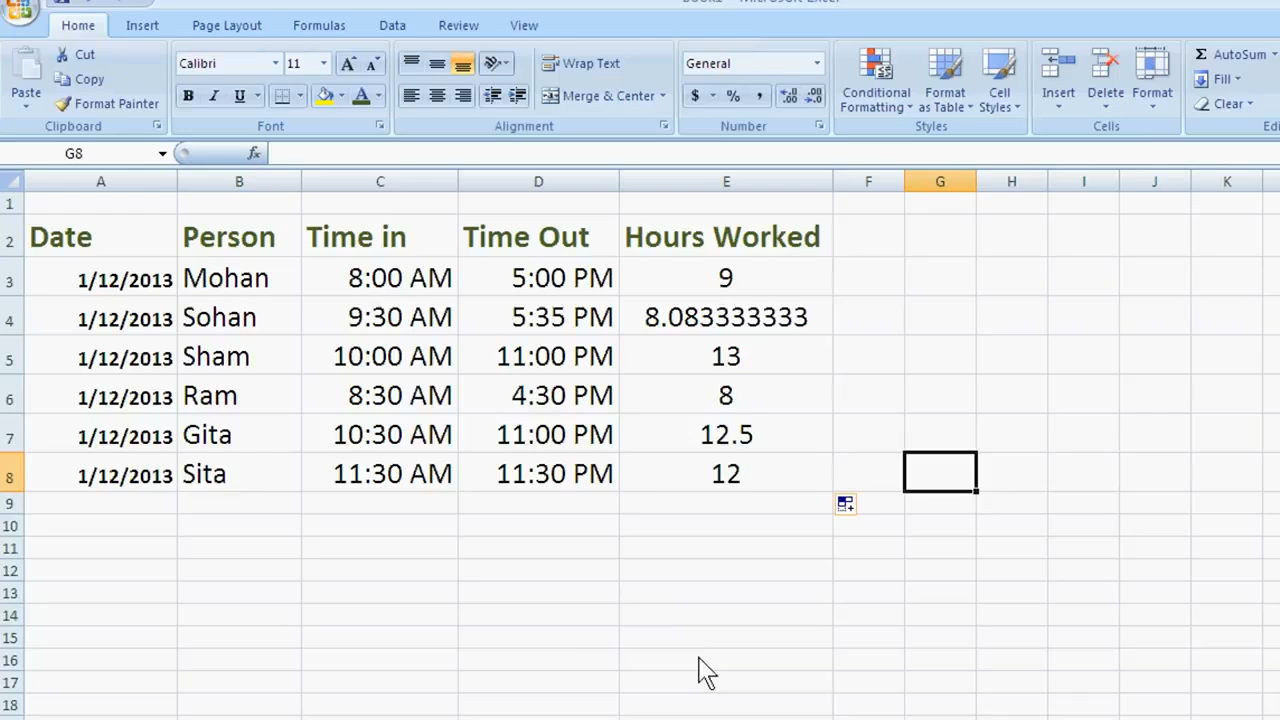 Home Insert Page Layout Formulas Data Review View
Cut
Copy
Format Painter
Paste
Clipboard
Calibri 11
B I U
Font
Wrap Text
Merge & Center
Alignment
General
$ % ,
Number
Conditional Formatting
Format as Table
Cell Styles
Styles
Insert Delete Format
Cells
Σ AutoSum
Fill
Clear
G8 fx
A B C D E F G H I J K
1
2 Date Person Time in Time Out Hours Worked
3 1/12/2013 Mohan 8:00 AM 5:00 PM 9
4 1/12/2013 Sohan 9:30 AM 5:35 PM 8.083333333
5 1/12/2013 Sham 10:00 AM 11:00 PM 13
6 1/12/2013 Ram 8:30 AM 4:30 PM 8
7 1/12/2013 Gita 10:30 AM 11:00 PM 12.5
8 1/12/2013 Sita 11:30 AM 11:30 PM 12
9
10
11
12
13
14
15
16
17
18